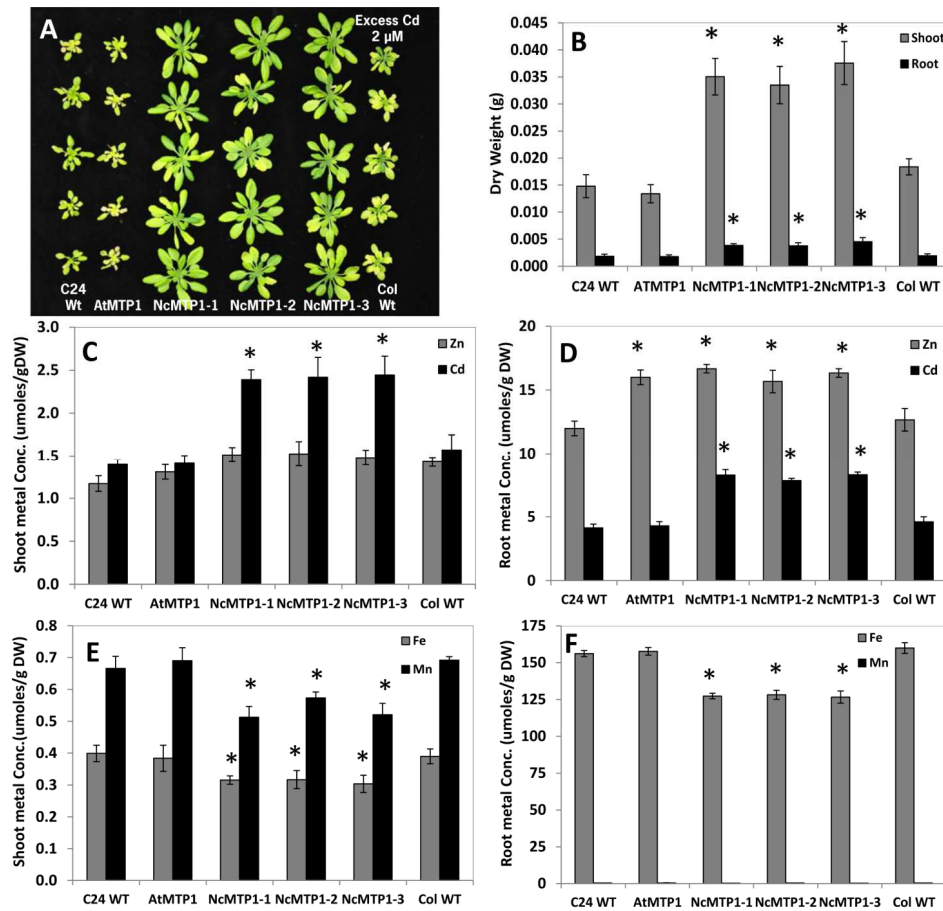 A
Excess Cd
2 µM
C24
Wt
AtMTP1
NcMTP1-1
NcMTP1-2
NcMTP1-3
Col
Wt
B
Shoot
Root
Dry Weight (g)
0.045
0.040
0.035
0.030
0.025
0.020
0.015
0.010
0.005
0.000
* * *
* * *
C24 WT ATMTP1 NcMTP1-1 NcMTP1-2 NcMTP1-3 Col WT
C
Zn
Cd
Shoot metal Conc. (umoles/gDW)
3.0
2.5
2.0
1.5
1.0
0.5
0.0
* * *
C24 WT AtMTP1 NcMTP1-1 NcMTP1-2 NcMTP1-3 Col WT
D
Zn
Cd
Root metal Conc. (umoles/g DW)
20
15
10
5
0
* * * *
* * *
C24 WT AtMTP1 NcMTP1-1 NcMTP1-2 NcMTP1-3 Col WT
E
Fe
Mn
Shoot metal Conc.(umoles/g DW)
0.8
0.7
0.6
0.5
0.4
0.3
0.2
0.1
0.0
* * *
* * *
C24 WT AtMTP1 NcMTP1-1 NcMTP1-2 NcMTP1-3 Col WT
F
Fe
Mn
Root metal Conc. (umoles/g DW)
175
150
125
100
75
50
25
0
* * *
C24 WT AtMTP1 NcMTP1-1 NcMTP1-2 NcMTP1-3 Col WT